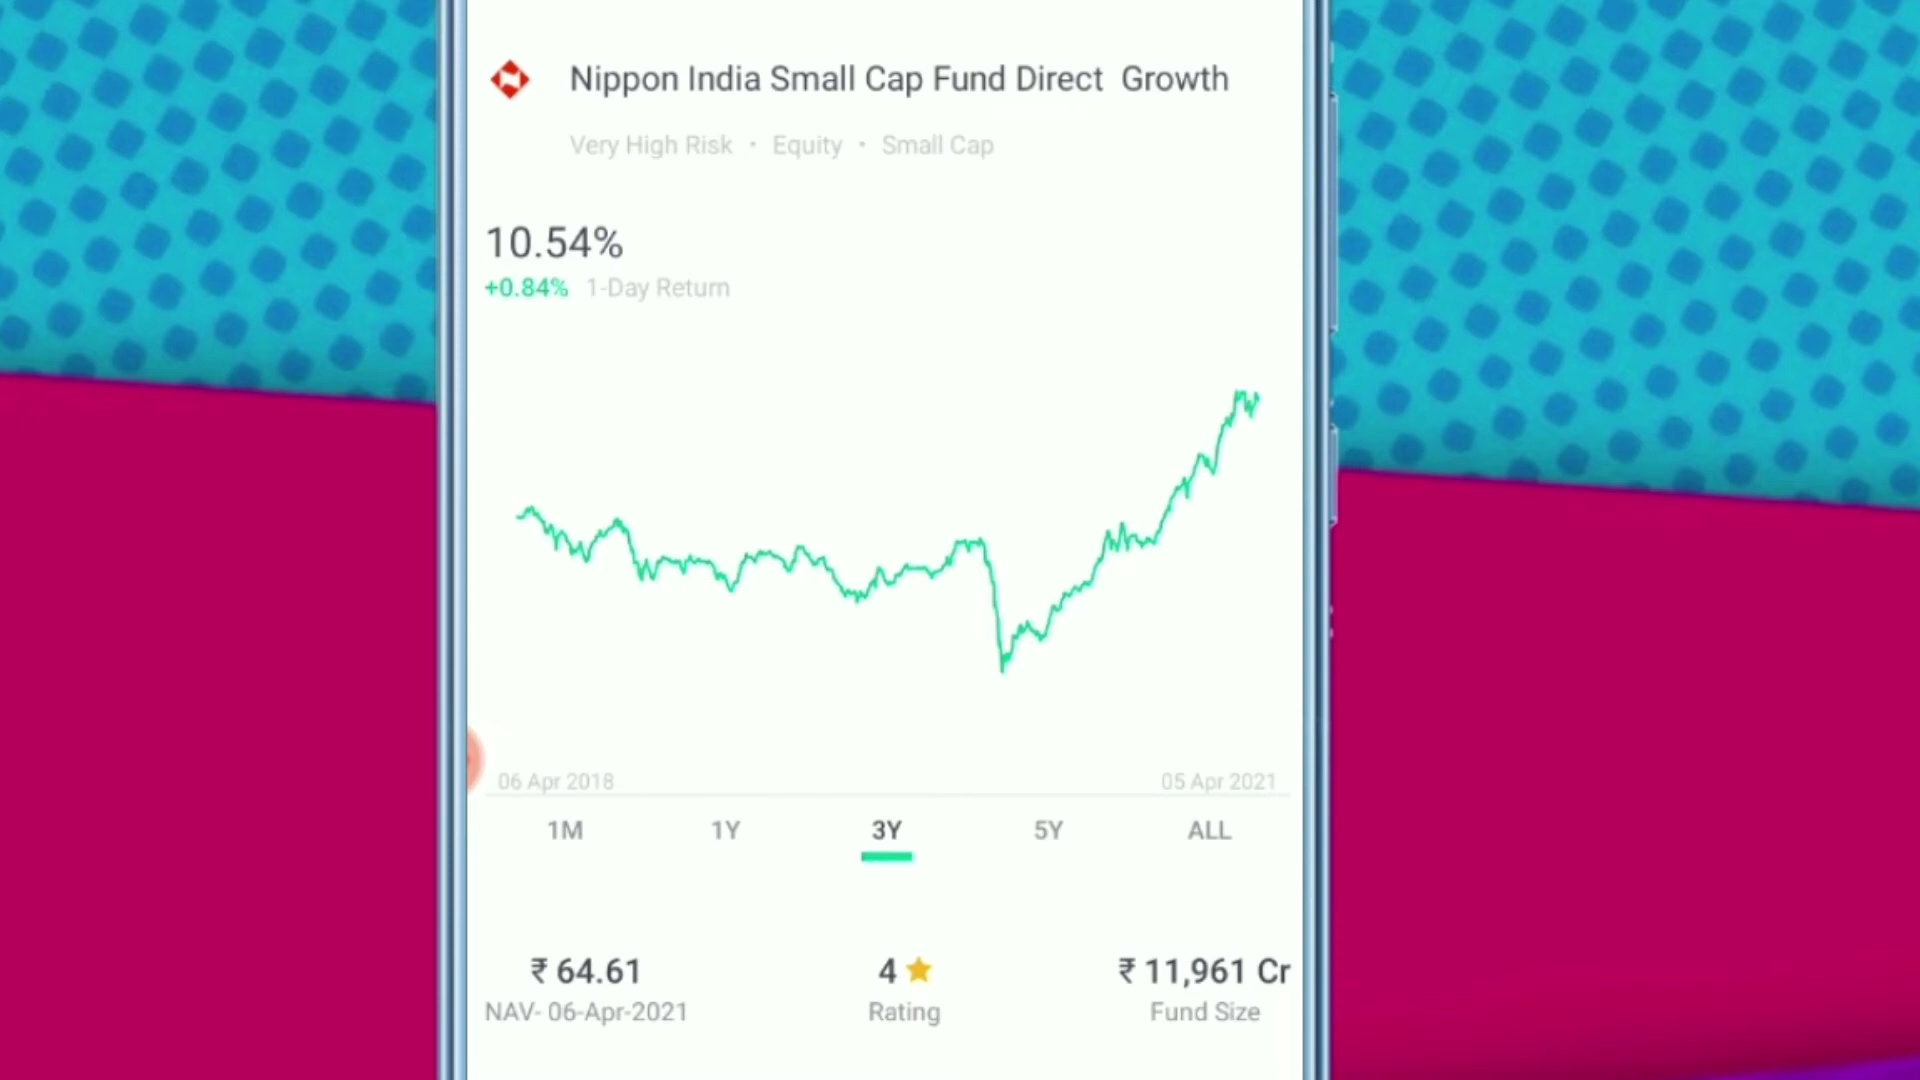 Nippon India Small Cap Fund Direct Growth
Very High Risk • Equity • Small Cap
10.54%
+0.84% 1-Day Return
06 Apr 2018 05 Apr 2021
1M 1Y 3Y 5Y ALL
₹ 64.61 4 ★ ₹ 11,961 Cr
NAV- 06-Apr-2021 Rating Fund Size